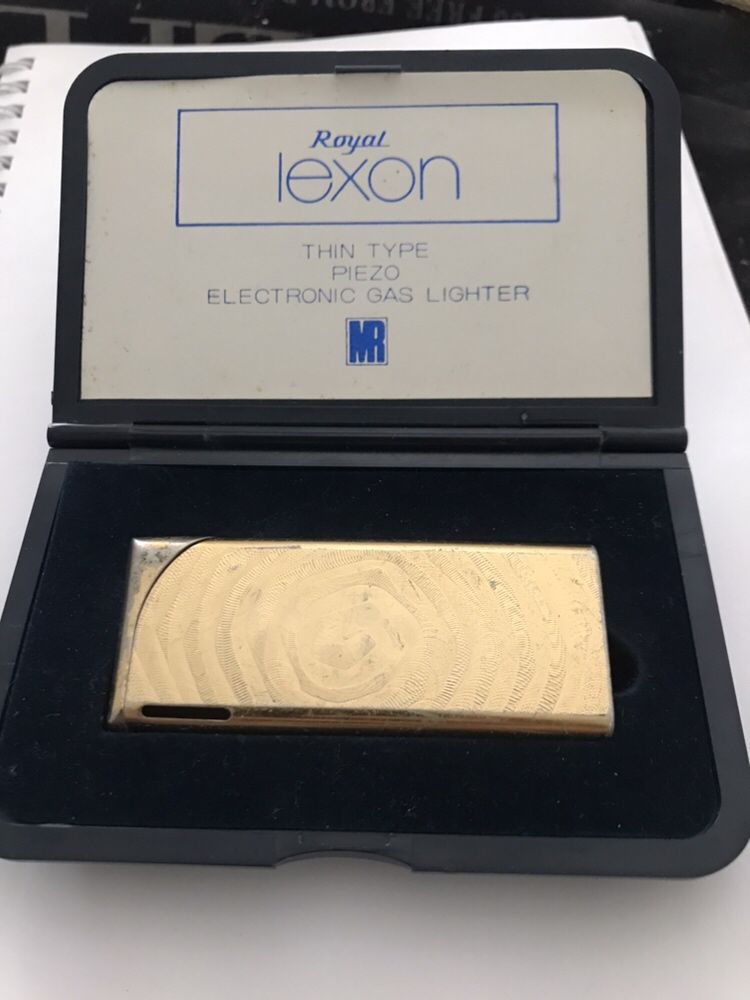 Royal
lexon
THIN TYPE
PIEZO
ELECTRONIC GAS LIGHTER
MR